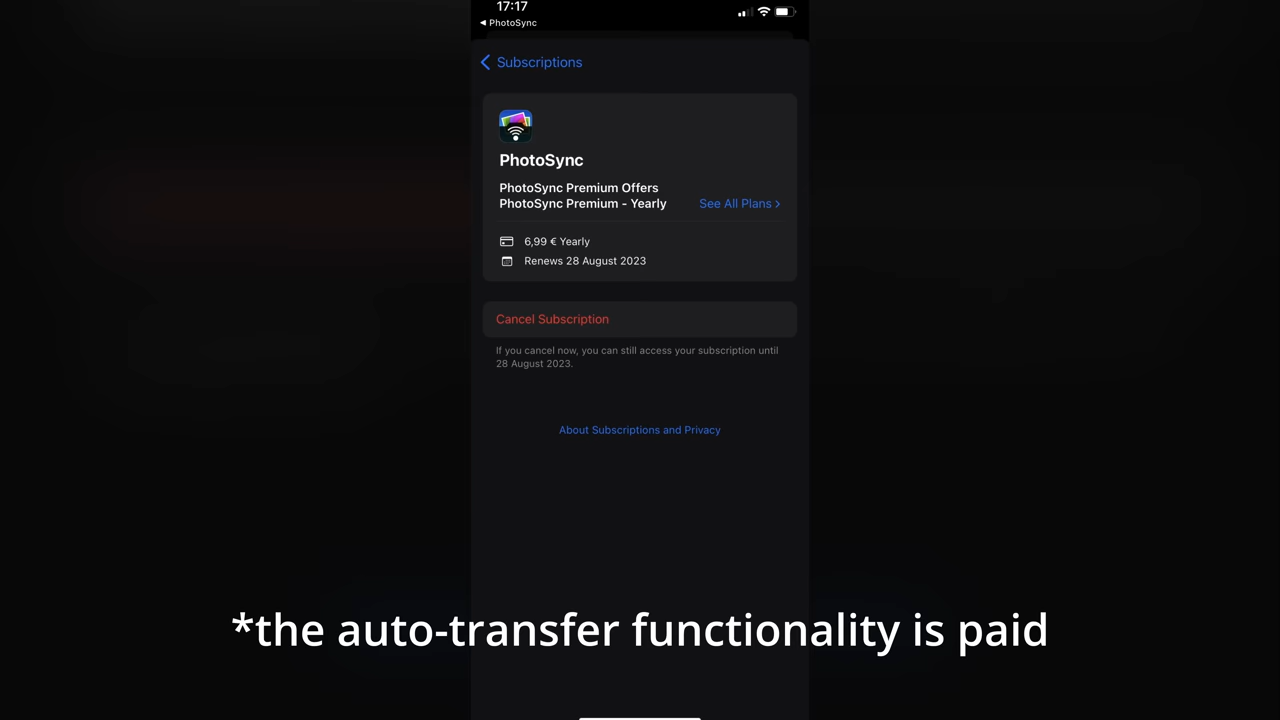 17:17
◀ PhotoSync
Subscriptions
PhotoSync
PhotoSync Premium Offers
PhotoSync Premium - Yearly
See All Plans
6,99 € Yearly
Renews 28 August 2023
Cancel Subscription
If you cancel now, you can still access your subscription until
28 August 2023.
About Subscriptions and Privacy
*the auto-transfer functionality is paid